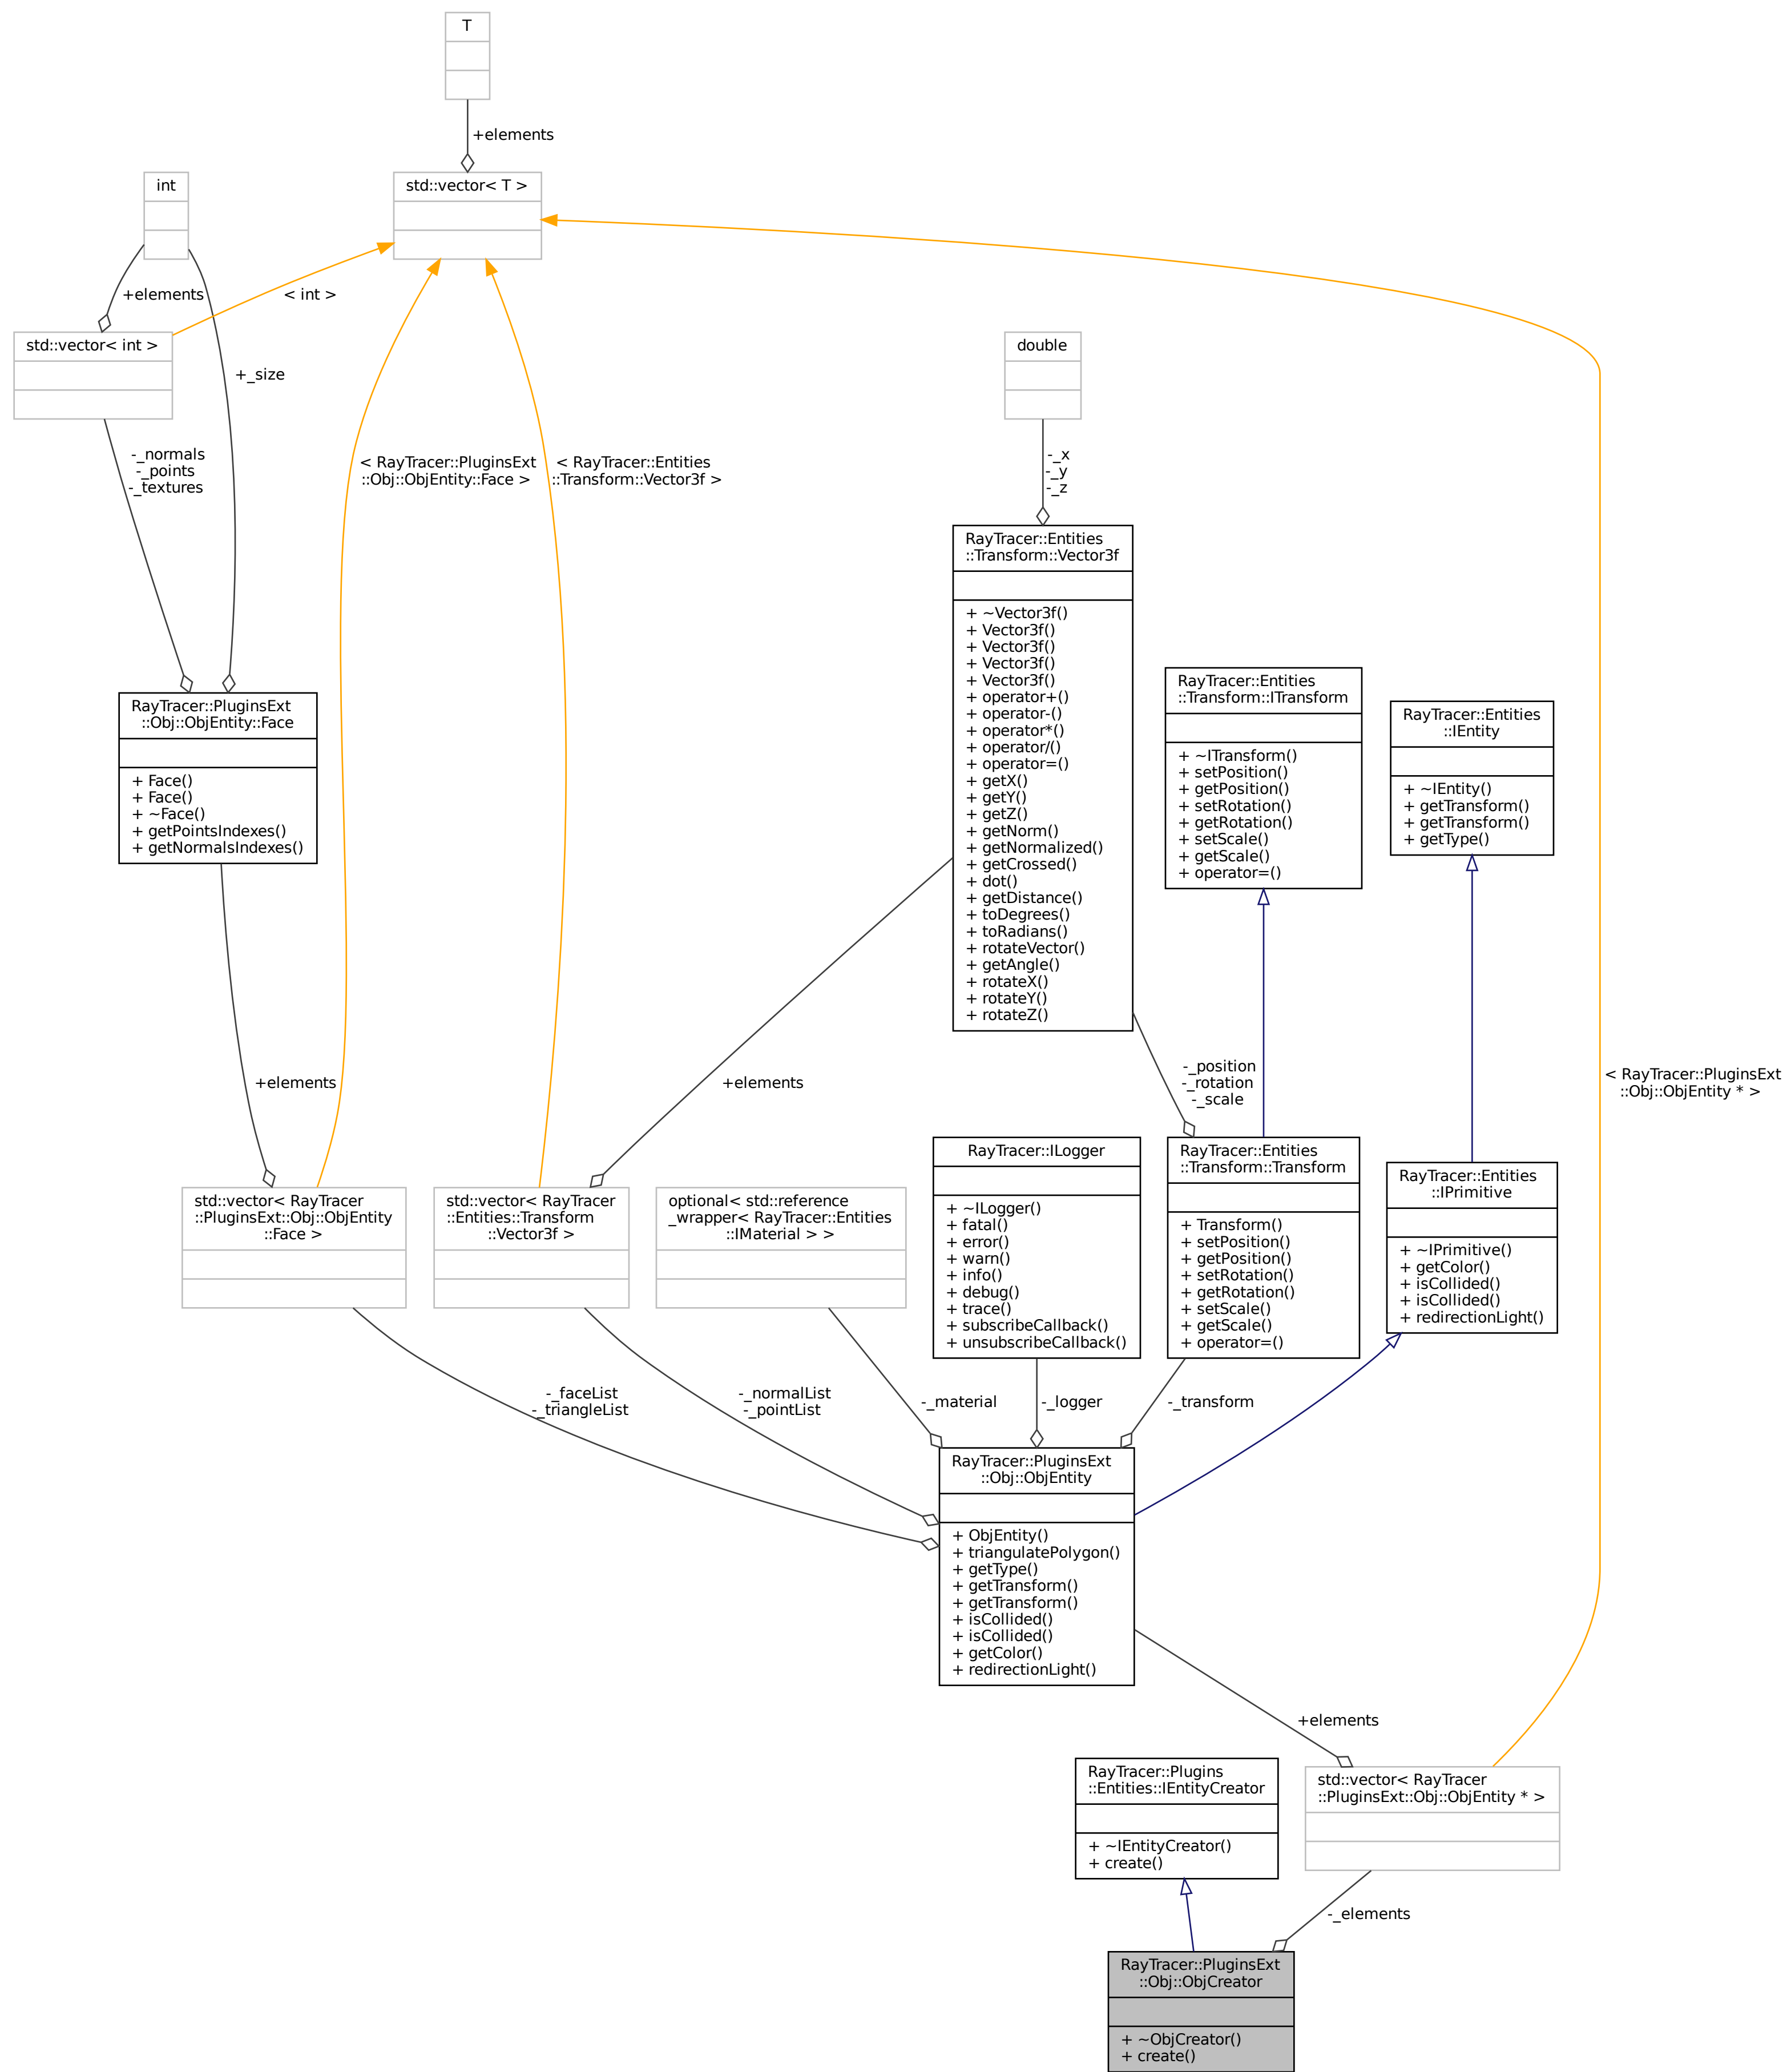 T
+elements
int
std::vector< T >
+elements
< int >
std::vector< int >
+_size
double
-_normals
-_points
-_textures
< RayTracer::PluginsExt
::Obj::ObjEntity::Face >
< RayTracer::Entities
::Transform::Vector3f >
-_x
-_y
-_z
RayTracer::Entities
::Transform::Vector3f
+ ~Vector3f()
+ Vector3f()
+ Vector3f()
+ Vector3f()
+ Vector3f()
+ operator+()
+ operator-()
+ operator*()
+ operator/()
+ operator=()
+ getX()
+ getY()
+ getZ()
+ getNorm()
+ getNormalized()
+ getCrossed()
+ dot()
+ getDistance()
+ toDegrees()
+ toRadians()
+ rotateVector()
+ getAngle()
+ rotateX()
+ rotateY()
+ rotateZ()
RayTracer::Entities
::Transform::ITransform
+ ~ITransform()
+ setPosition()
+ getPosition()
+ setRotation()
+ getRotation()
+ setScale()
+ getScale()
+ operator=()
RayTracer::Entities
::IEntity
+ ~IEntity()
+ getTransform()
+ getTransform()
+ getType()
RayTracer::PluginsExt
::Obj::ObjEntity::Face
+ Face()
+ Face()
+ ~Face()
+ getPointsIndexes()
+ getNormalsIndexes()
+elements
+elements
-_position
-_rotation
-_scale
< RayTracer::PluginsExt
::Obj::ObjEntity * >
std::vector< RayTracer
::PluginsExt::Obj::ObjEntity
::Face >
std::vector< RayTracer
::Entities::Transform
::Vector3f >
optional< std::reference
_wrapper< RayTracer::Entities
::IMaterial > >
RayTracer::ILogger
+ ~ILogger()
+ fatal()
+ error()
+ warn()
+ info()
+ debug()
+ trace()
+ subscribeCallback()
+ unsubscribeCallback()
RayTracer::Entities
::Transform::Transform
+ Transform()
+ setPosition()
+ getPosition()
+ setRotation()
+ getRotation()
+ setScale()
+ getScale()
+ operator=()
RayTracer::Entities
::IPrimitive
+ ~IPrimitive()
+ getColor()
+ isCollided()
+ isCollided()
+ redirectionLight()
-_faceList
-_triangleList
-_normalList
-_pointList
-_material
-_logger
-_transform
RayTracer::PluginsExt
::Obj::ObjEntity
+ ObjEntity()
+ triangulatePolygon()
+ getType()
+ getTransform()
+ getTransform()
+ isCollided()
+ isCollided()
+ getColor()
+ redirectionLight()
+elements
RayTracer::Plugins
::Entities::IEntityCreator
+ ~IEntityCreator()
+ create()
std::vector< RayTracer
::PluginsExt::Obj::ObjEntity * >
-_elements
RayTracer::PluginsExt
::Obj::ObjCreator
+ ~ObjCreator()
+ create()